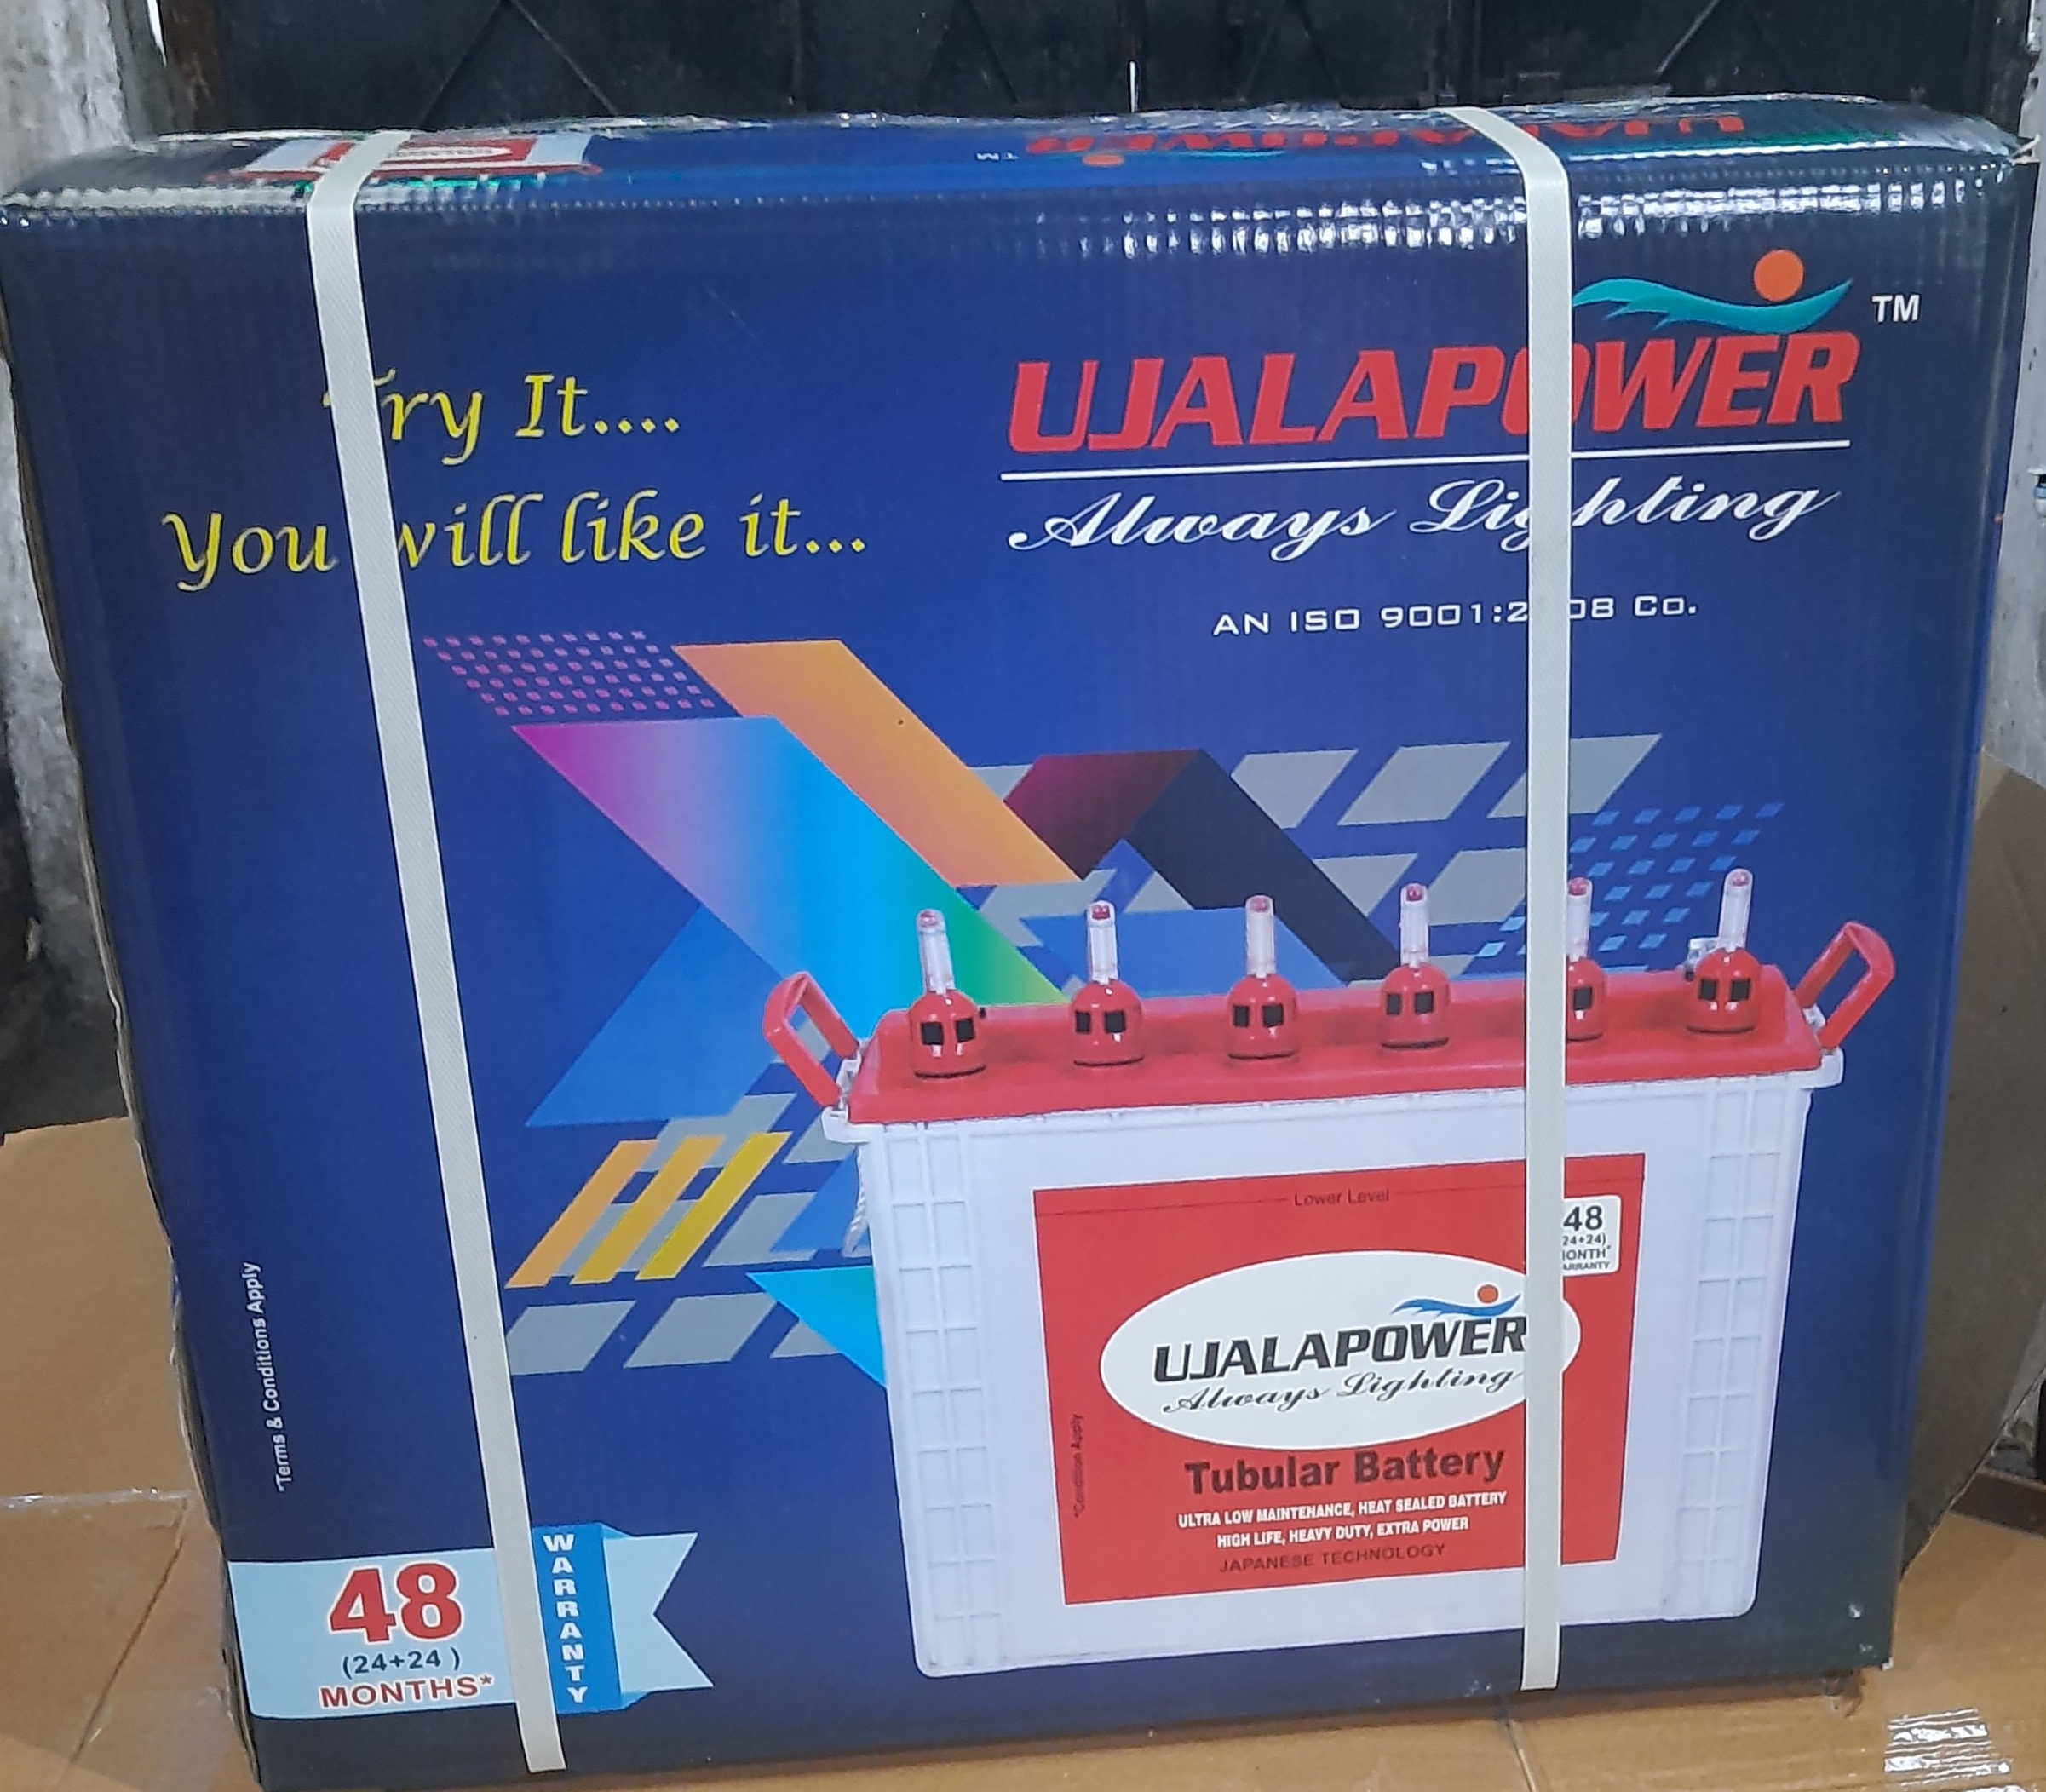 UJALAPOWER
TM
Try It....
You will like it...
UJALAPOWER TM
Always Lighting
AN ISO 9001:2008 Co.
Lower Level
48
(24+24)
MONTH*
WARRANTY
UJALAPOWER
Always Lighting
*Condition Apply
Tubular Battery
ULTRA LOW MAINTENANCE, HEAT SEALED BATTERY
HIGH LIFE, HEAVY DUTY, EXTRA POWER
JAPANESE TECHNOLOGY
*Terms & Conditions Apply
48
(24+24)
MONTHS*
WARRANTY